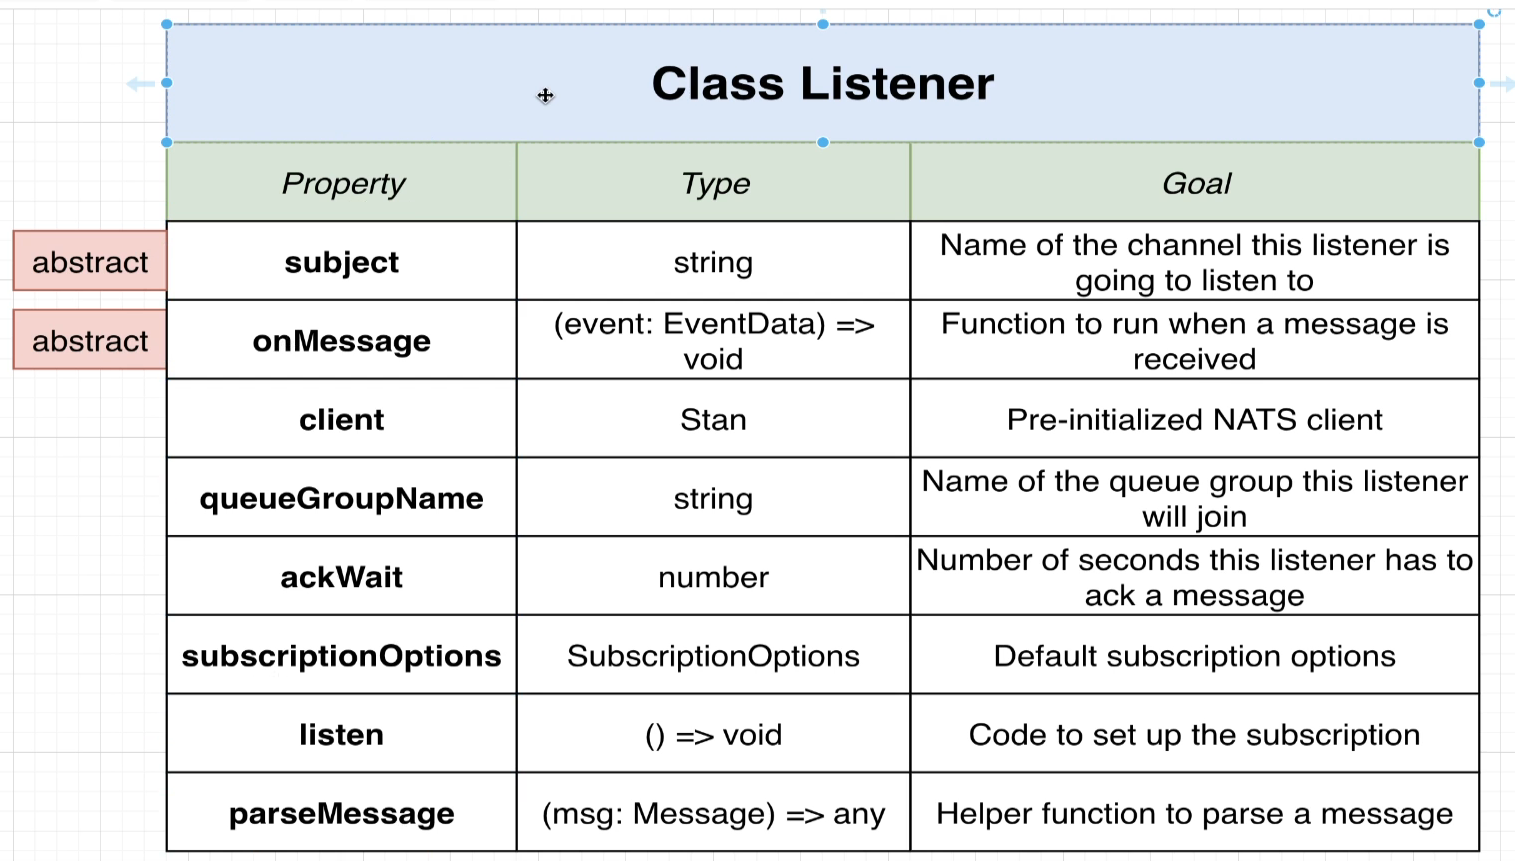 Class Listener
Property Type Goal
abstract subject string Name of the channel this listener is
going to listen to
abstract onMessage (event: EventData) =>
void Function to run when a message is
received
client Stan Pre-initialized NATS client
queueGroupName string Name of the queue group this listener
will join
ackWait number Number of seconds this listener has to
ack a message
subscriptionOptions SubscriptionOptions Default subscription options
listen () => void Code to set up the subscription
parseMessage (msg: Message) => any Helper function to parse a message